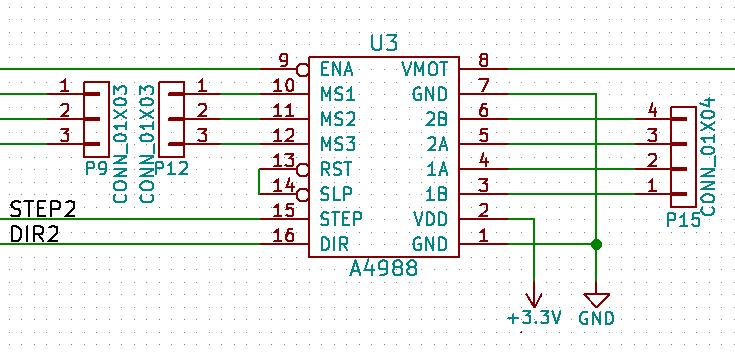 U3
9 ENA VMOT 8
1 1 10 MS1 GND 7
2 2 11 MS2 2B 6 4
3 3 12 MS3 2A 5 3
P9 CONN_01X03 CONN_01X03 P12 13 RST 1A 4 2
14 SLP 1B 3 1 CONN_01X04
STEP2 15 STEP VDD 2 P15
DIR2 16 DIR GND 1
A4988
+3.3V GND